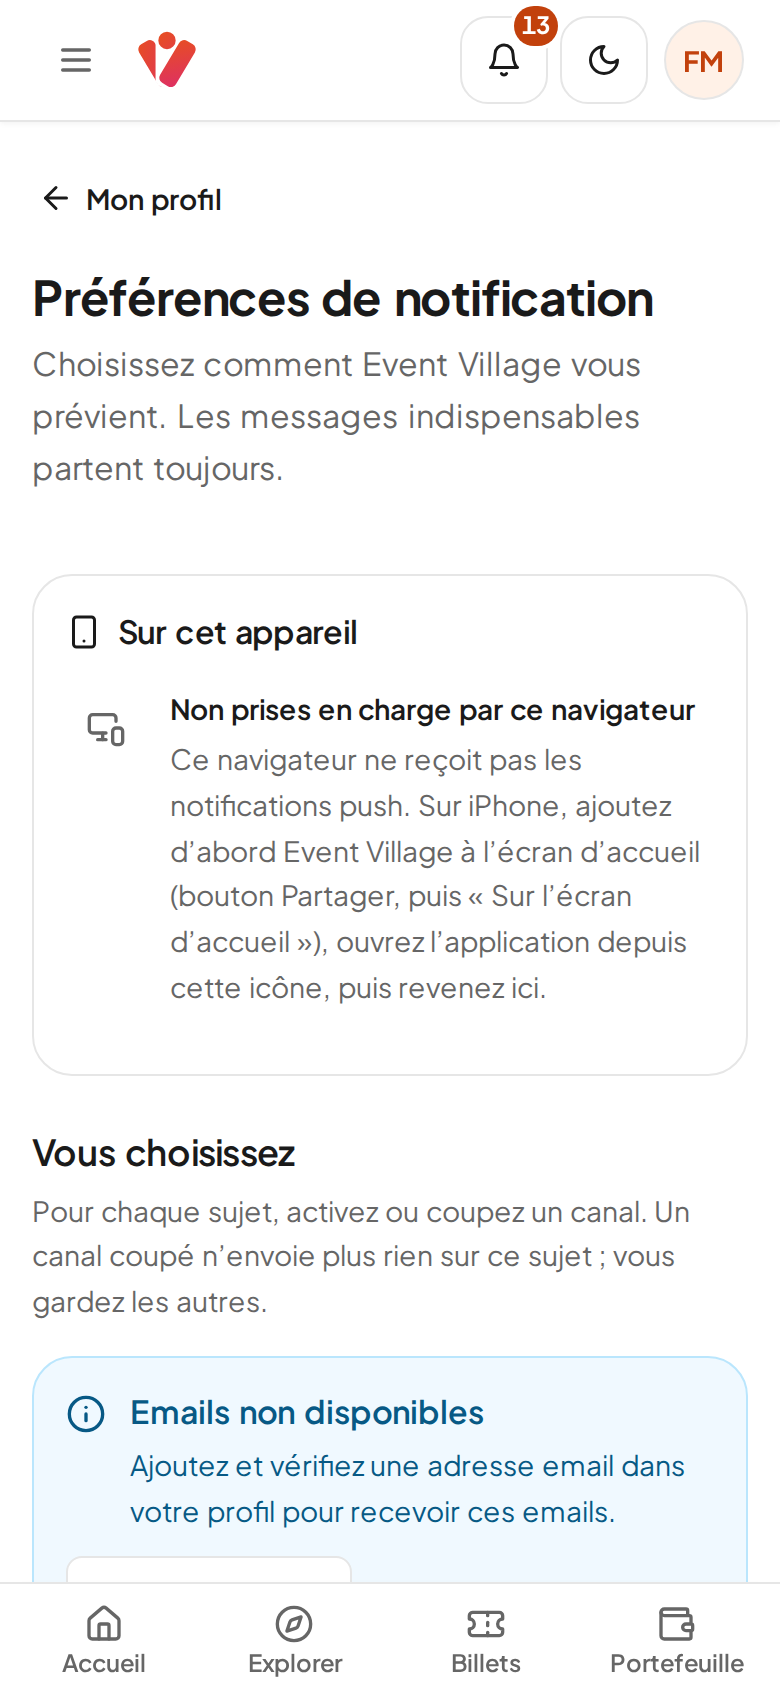 13
FM
Mon profil
Préférences de notification
Choisissez comment Event Village vous
prévient. Les messages indispensables
partent toujours.
Sur cet appareil
Non prises en charge par ce navigateur
Ce navigateur ne reçoit pas les
notifications push. Sur iPhone, ajoutez
d’abord Event Village à l’écran d’accueil
(bouton Partager, puis « Sur l’écran
d’accueil »), ouvrez l’application depuis
cette icône, puis revenez ici.
Vous choisissez
Pour chaque sujet, activez ou coupez un canal. Un
canal coupé n’envoie plus rien sur ce sujet ; vous
gardez les autres.
Emails non disponibles
Ajoutez et vérifiez une adresse email dans
votre profil pour recevoir ces emails.
Accueil
Explorer
Billets
Portefeuille